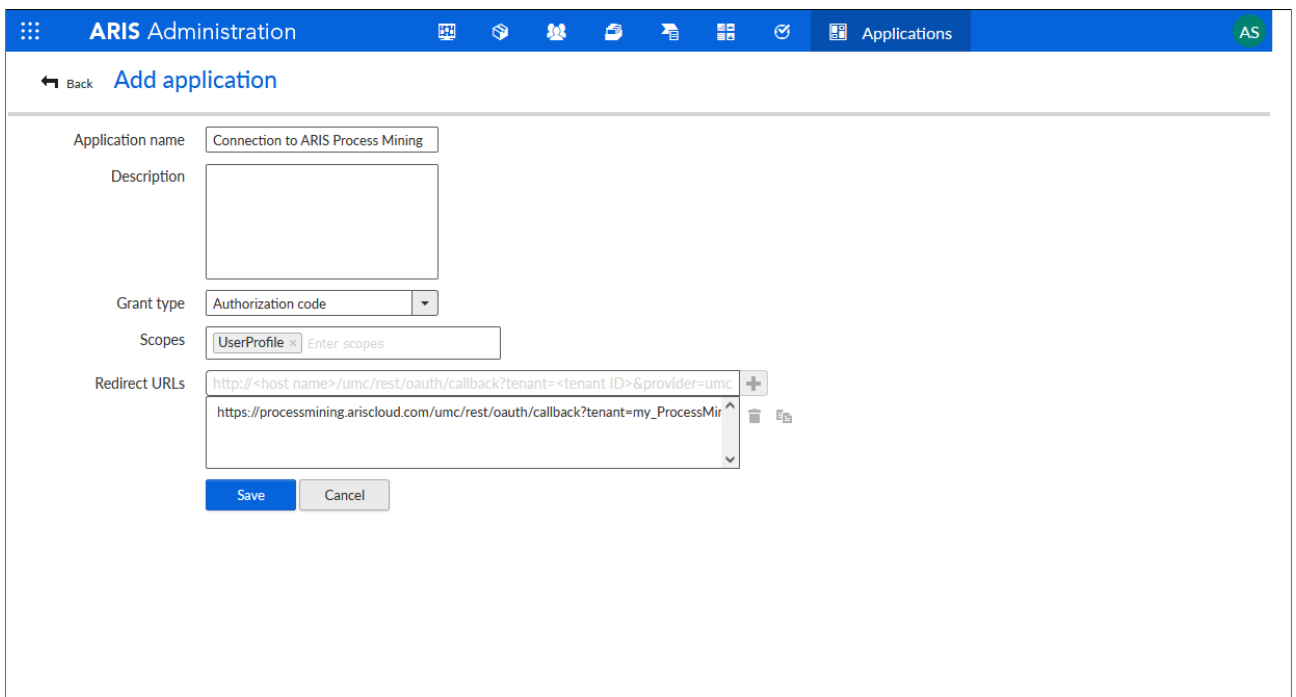 ARIS Administration
Applications
AS
Back
Add application
Application name
Connection to ARIS Process Mining
Description
Grant type
Authorization code
Scopes
UserProfile × Enter scopes
Redirect URLs
http://<host name>/umc/rest/oauth/callback?tenant=<tenant ID>&provider=umc
https://processmining.ariscloud.com/umc/rest/oauth/callback?tenant=my_ProcessMin
Save
Cancel